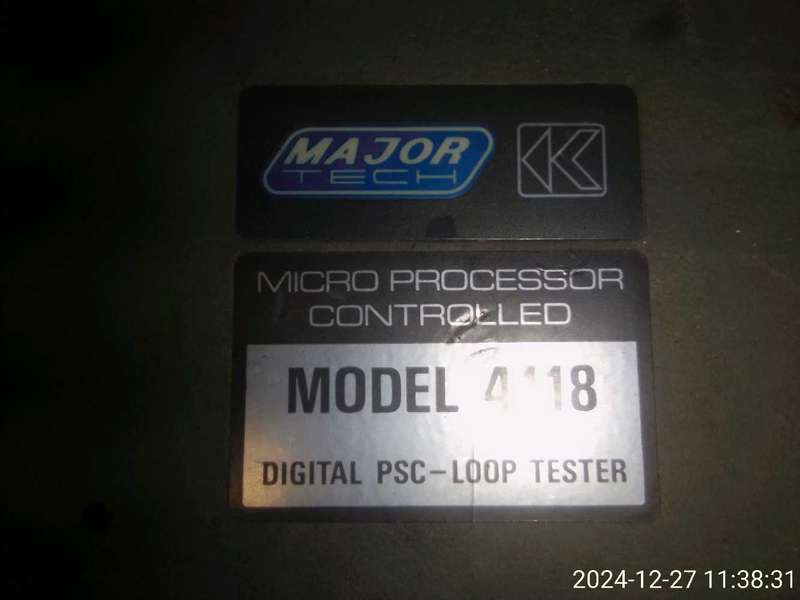 MAJOR
TECH
MICRO PROCESSOR
CONTROLLED
MODEL 4118
DIGITAL PSC-LOOP TESTER
2024-12-27 11:38:31